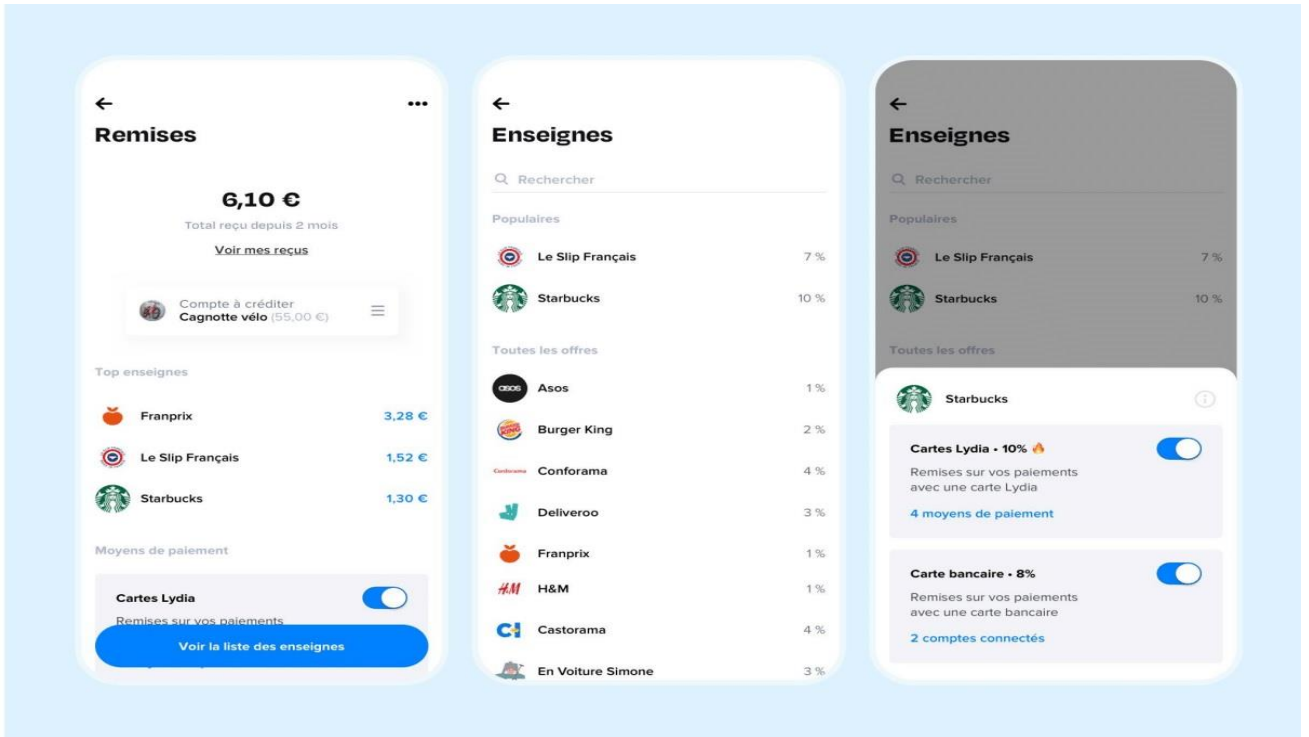 Remises
6,10 €
Total reçu depuis 2 mois
Voir mes reçus
Compte à créditer
Cagnotte vélo (55,00 €)
Top enseignes
Franprix 3,28 €
Le Slip Français 1,52 €
Starbucks 1,30 €
Moyens de paiement
Cartes Lydia
Remises sur vos paiements
Voir la liste des enseignes
Enseignes
Rechercher
Populaires
Le Slip Français 7 %
Starbucks 10 %
Toutes les offres
asos Asos 1 %
Burger King 2 %
Conforama Conforama 4 %
Deliveroo 3 %
Franprix 1 %
H&M H&M 1 %
Castorama 4 %
En Voiture Simone 3 %
Enseignes
Rechercher
Populaires
Le Slip Français 7 %
Starbucks 10 %
Toutes les offres
Starbucks
Cartes Lydia • 10% 🔥
Remises sur vos paiements
avec une carte Lydia
4 moyens de paiement
Carte bancaire • 8%
Remises sur vos paiements
avec une carte bancaire
2 comptes connectés